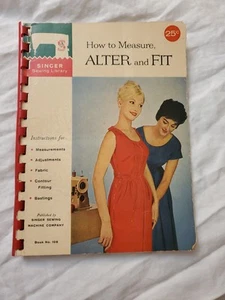 25¢
How to Measure,
ALTER and FIT
SINGER
Sewing Library
Instructions for:
Measurements
Adjustments
Fabric
Contour
Fitting
Bastings
Published by
SINGER SEWING
MACHINE COMPANY
Book No. 108